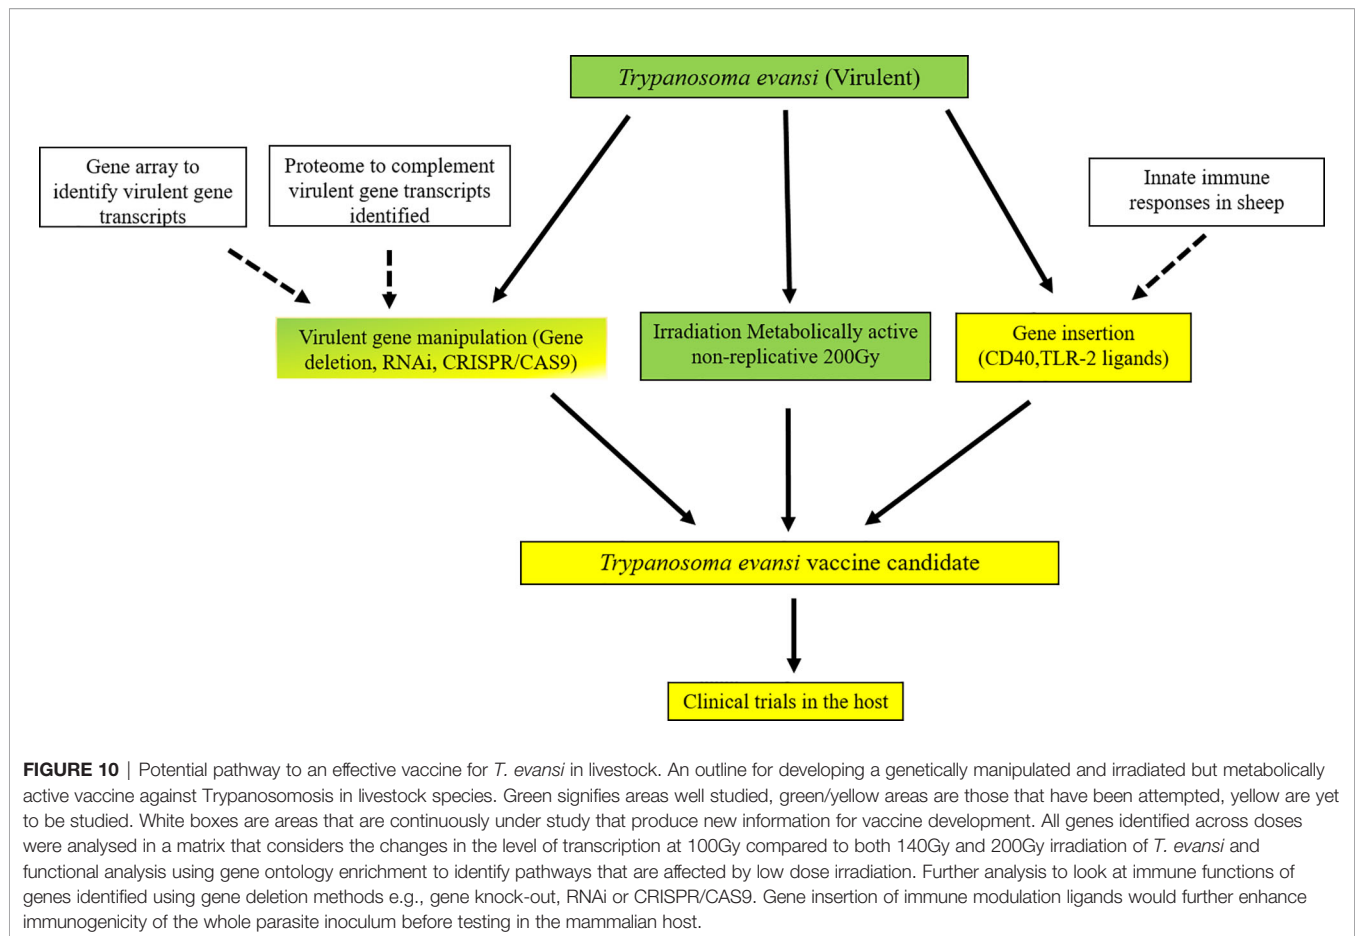 Trypanosoma evansi (Virulent)
Gene array to
identify virulent gene
transcripts
Proteome to complement
virulent gene transcripts
identified
Innate immune
responses in sheep
Virulent gene manipulation (Gene
deletion, RNAi, CRISPR/CAS9)
Irradiation Metabolically active
non-replicative 200Gy
Gene insertion
(CD40,TLR-2 ligands)
Trypanosoma evansi vaccine candidate
Clinical trials in the host
FIGURE 10 | Potential pathway to an effective vaccine for T. evansi in livestock. An outline for developing a genetically manipulated and irradiated but metabolically
active vaccine against Trypanosomosis in livestock species. Green signifies areas well studied, green/yellow areas are those that have been attempted, yellow are yet
to be studied. White boxes are areas that are continuously under study that produce new information for vaccine development. All genes identified across doses
were analysed in a matrix that considers the changes in the level of transcription at 100Gy compared to both 140Gy and 200Gy irradiation of T. evansi and
functional analysis using gene ontology enrichment to identify pathways that are affected by low dose irradiation. Further analysis to look at immune functions of
genes identified using gene deletion methods e.g., gene knock-out, RNAi or CRISPR/CAS9. Gene insertion of immune modulation ligands would further enhance
immunogenicity of the whole parasite inoculum before testing in the mammalian host.